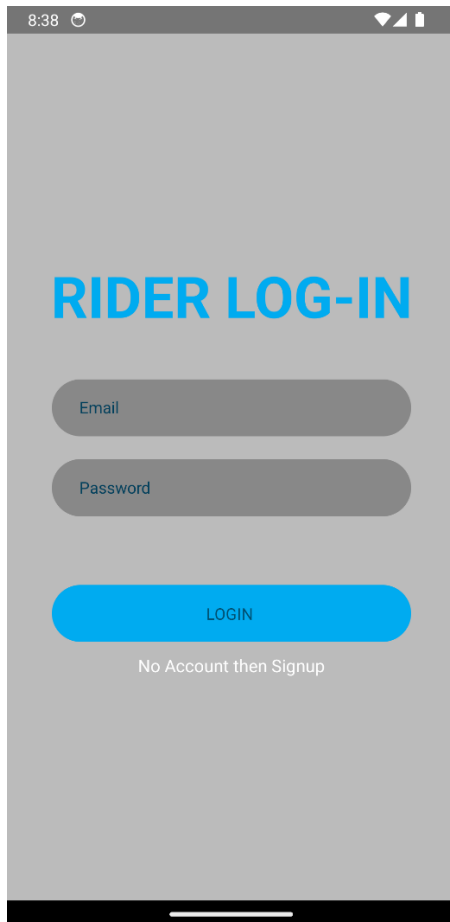 8:38
RIDER LOG-IN
Email
Password
LOGIN
No Account then Signup